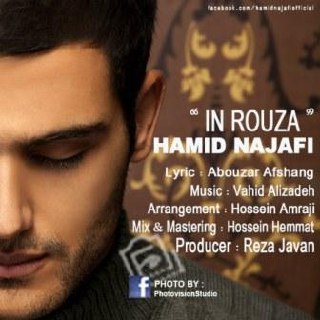 facebook.com/hamidnajafiofficial
“ IN ROUZA ”
HAMID NAJAFI
Lyric : Abouzar Afshang
Music : Vahid Alizadeh
Arrangement : Hossein Amraji
Mix & Mastering : Hossein Hemmat
Producer : Reza Javan
f PHOTO BY :
PhotovisionStudio